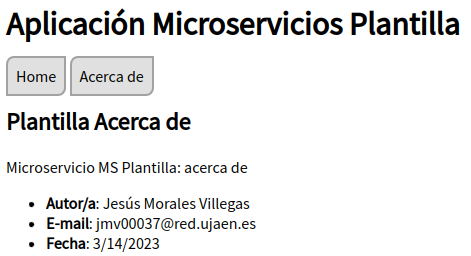 Aplicación Microservicios Plantilla
Home Acerca de
Plantilla Acerca de
Microservicio MS Plantilla: acerca de
• Autor/a: Jesús Morales Villegas
• E-mail: jmv00037@red.ujaen.es
• Fecha: 3/14/2023